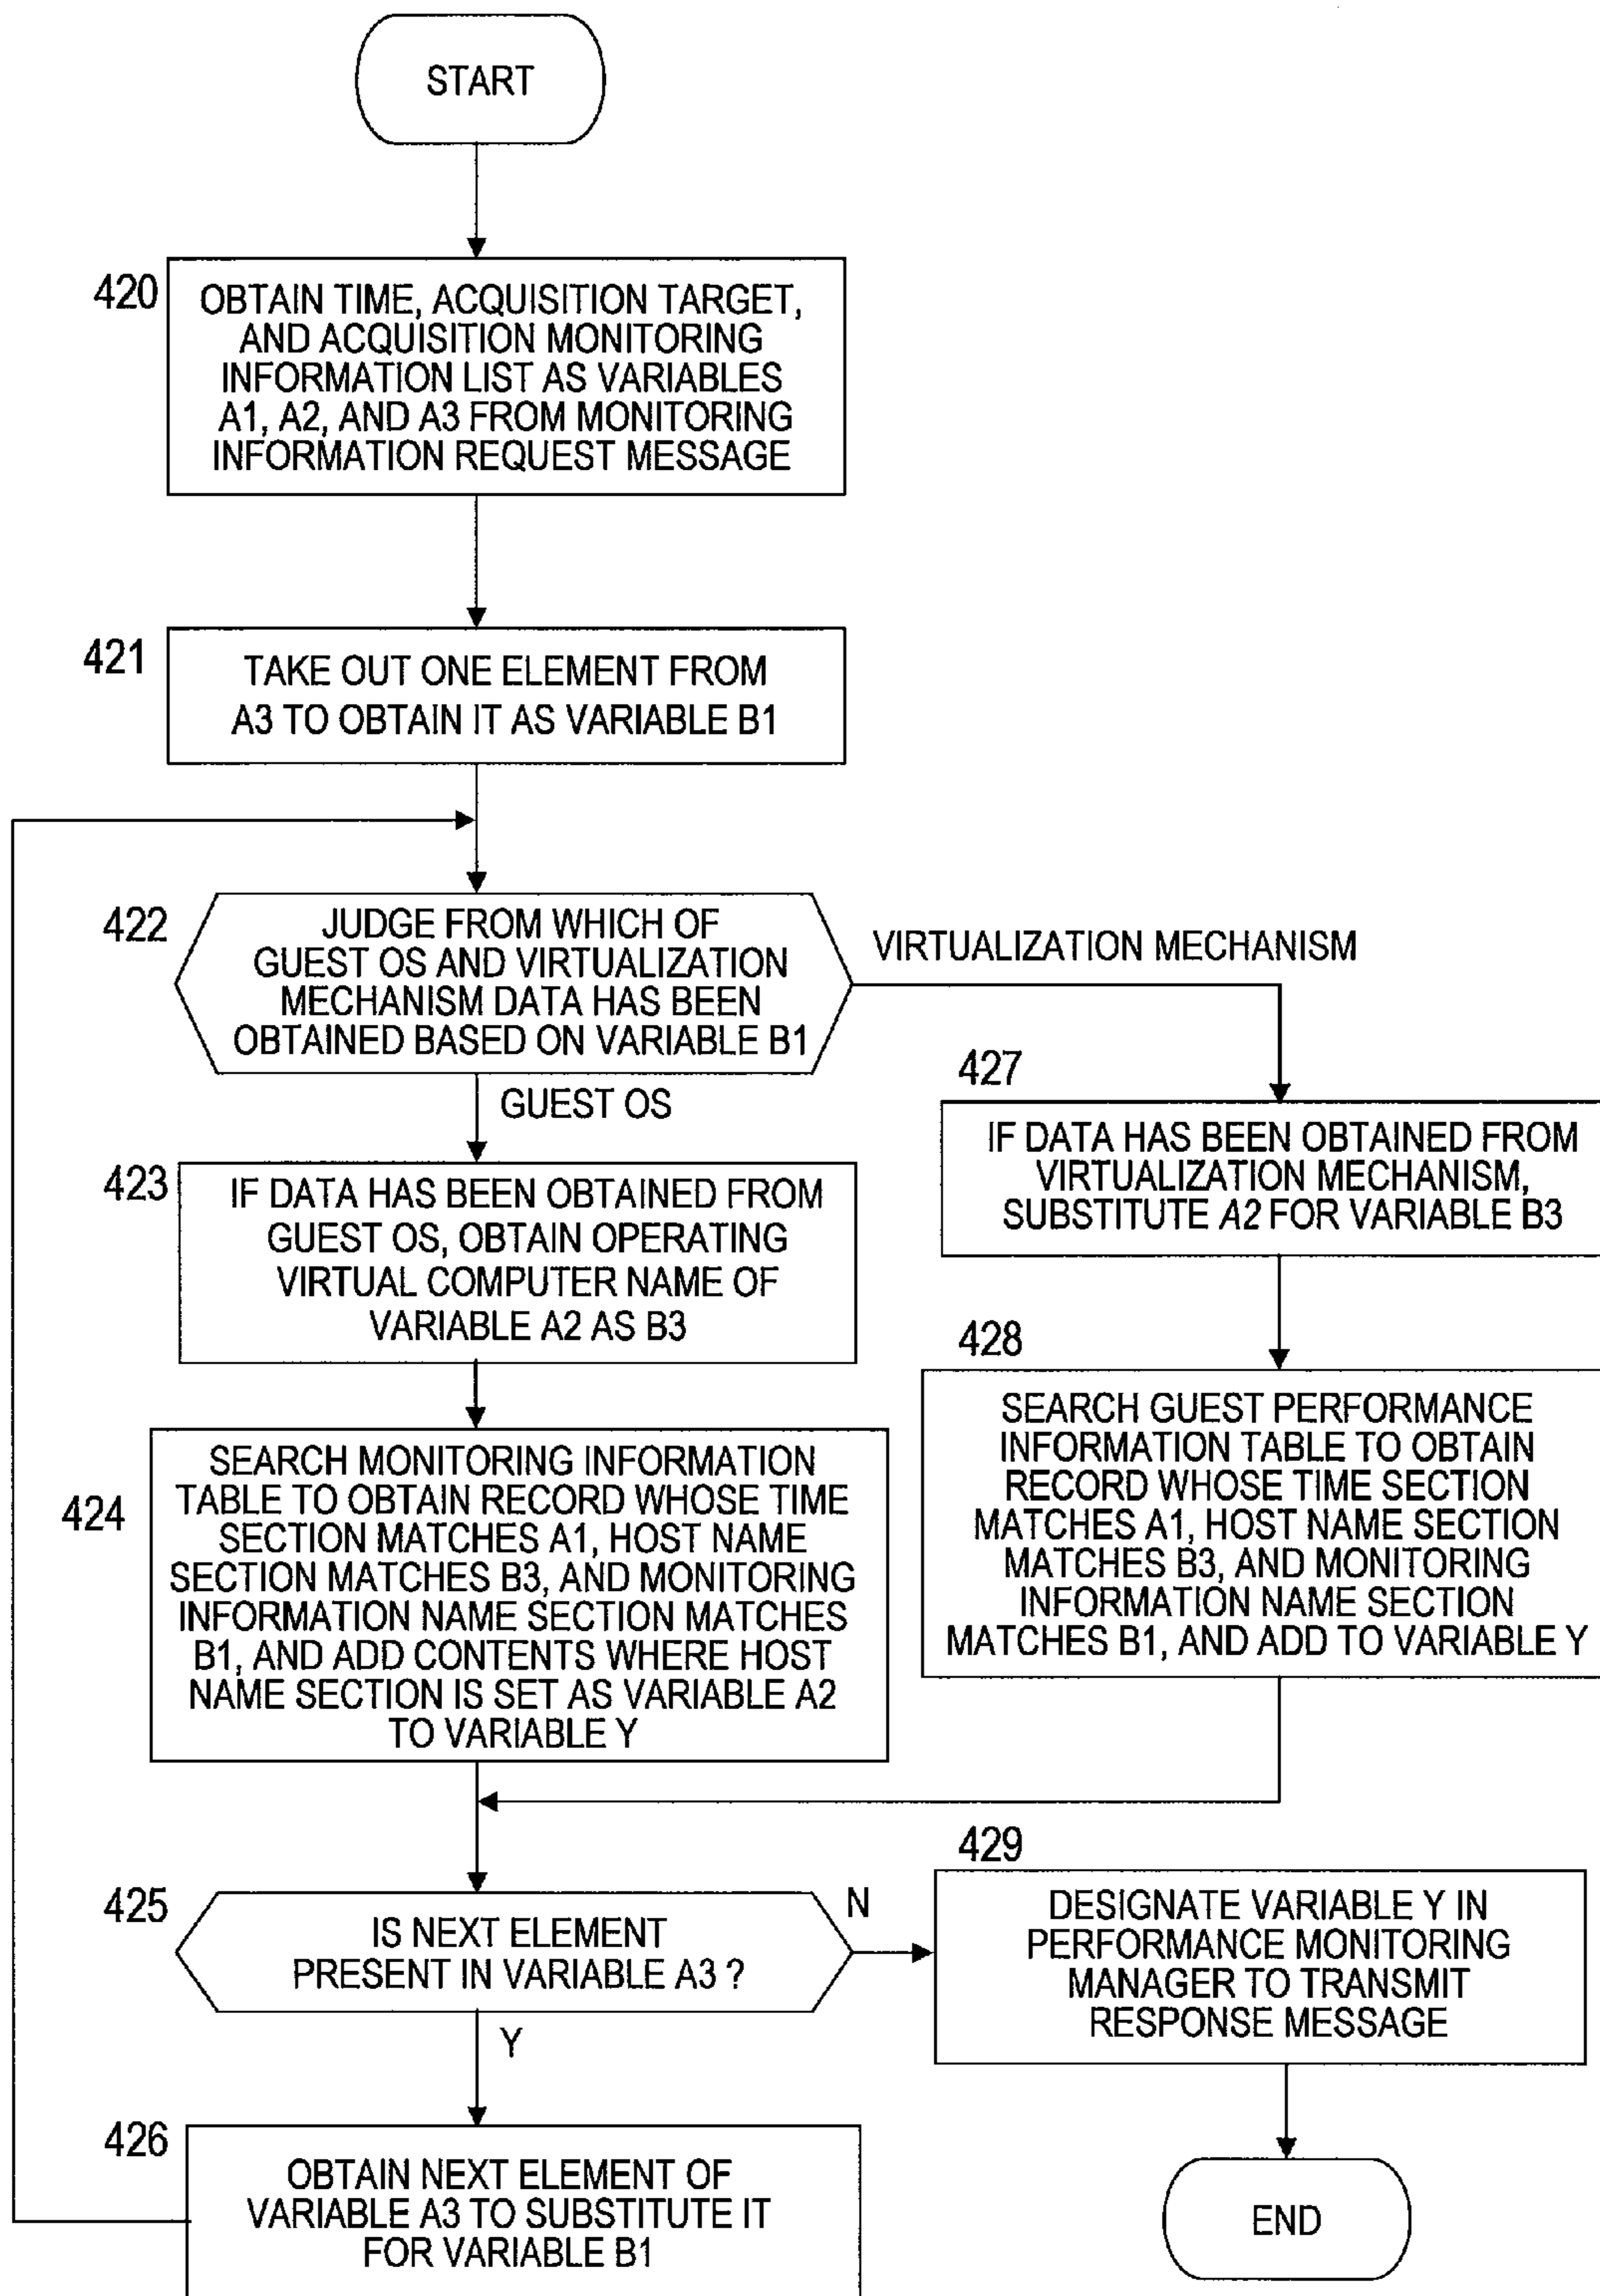 START
420
OBTAIN TIME, ACQUISITION TARGET,
AND ACQUISITION MONITORING
INFORMATION LIST AS VARIABLES
A1, A2, AND A3 FROM MONITORING
INFORMATION REQUEST MESSAGE
421
TAKE OUT ONE ELEMENT FROM
A3 TO OBTAIN IT AS VARIABLE B1
422
JUDGE FROM WHICH OF
GUEST OS AND VIRTUALIZATION
MECHANISM DATA HAS BEEN
OBTAINED BASED ON VARIABLE B1
VIRTUALIZATION MECHANISM
GUEST OS
423
IF DATA HAS BEEN OBTAINED FROM
GUEST OS, OBTAIN OPERATING
VIRTUAL COMPUTER NAME OF
VARIABLE A2 AS B3
427
IF DATA HAS BEEN OBTAINED FROM
VIRTUALIZATION MECHANISM,
SUBSTITUTE A2 FOR VARIABLE B3
424
SEARCH MONITORING INFORMATION
TABLE TO OBTAIN RECORD WHOSE TIME
SECTION MATCHES A1, HOST NAME
SECTION MATCHES B3, AND MONITORING
INFORMATION NAME SECTION MATCHES
B1, AND ADD CONTENTS WHERE HOST
NAME SECTION IS SET AS VARIABLE A2
TO VARIABLE Y
428
SEARCH GUEST PERFORMANCE
INFORMATION TABLE TO OBTAIN
RECORD WHOSE TIME SECTION
MATCHES A1, HOST NAME SECTION
MATCHES B3, AND MONITORING
INFORMATION NAME SECTION
MATCHES B1, AND ADD TO VARIABLE Y
425
IS NEXT ELEMENT
PRESENT IN VARIABLE A3 ?
N
Y
429
DESIGNATE VARIABLE Y IN
PERFORMANCE MONITORING
MANAGER TO TRANSMIT
RESPONSE MESSAGE
426
OBTAIN NEXT ELEMENT OF
VARIABLE A3 TO SUBSTITUTE IT
FOR VARIABLE B1
END